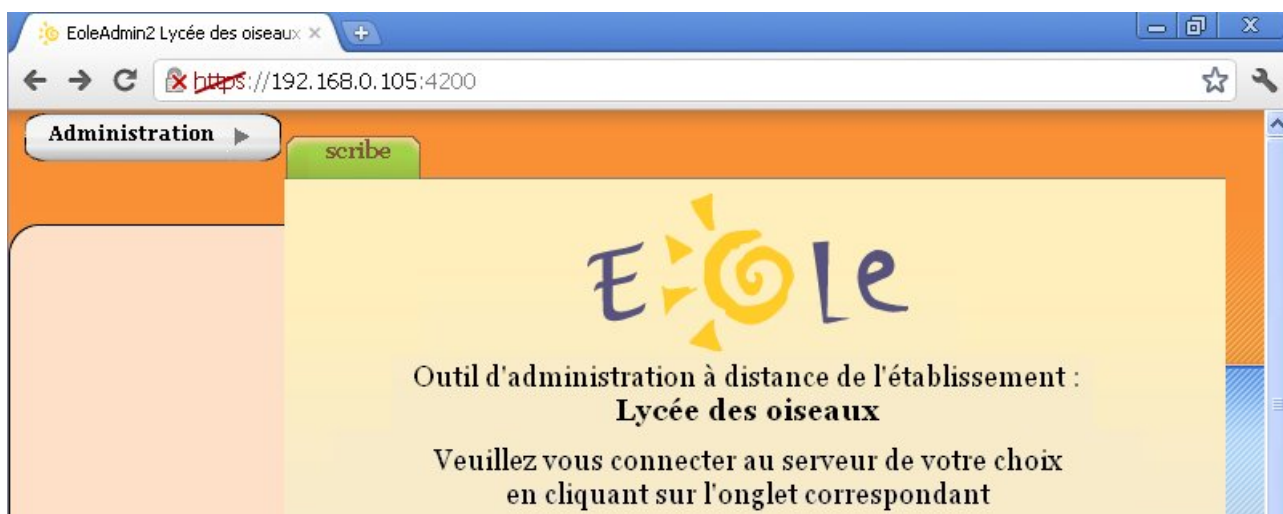 EoleAdmin2 Lycée des oiseaux
https://192.168.0.105:4200
Administration
scribe
EOLE
Outil d'administration à distance de l'établissement :
Lycée des oiseaux
Veuillez vous connecter au serveur de votre choix
en cliquant sur l'onglet correspondant